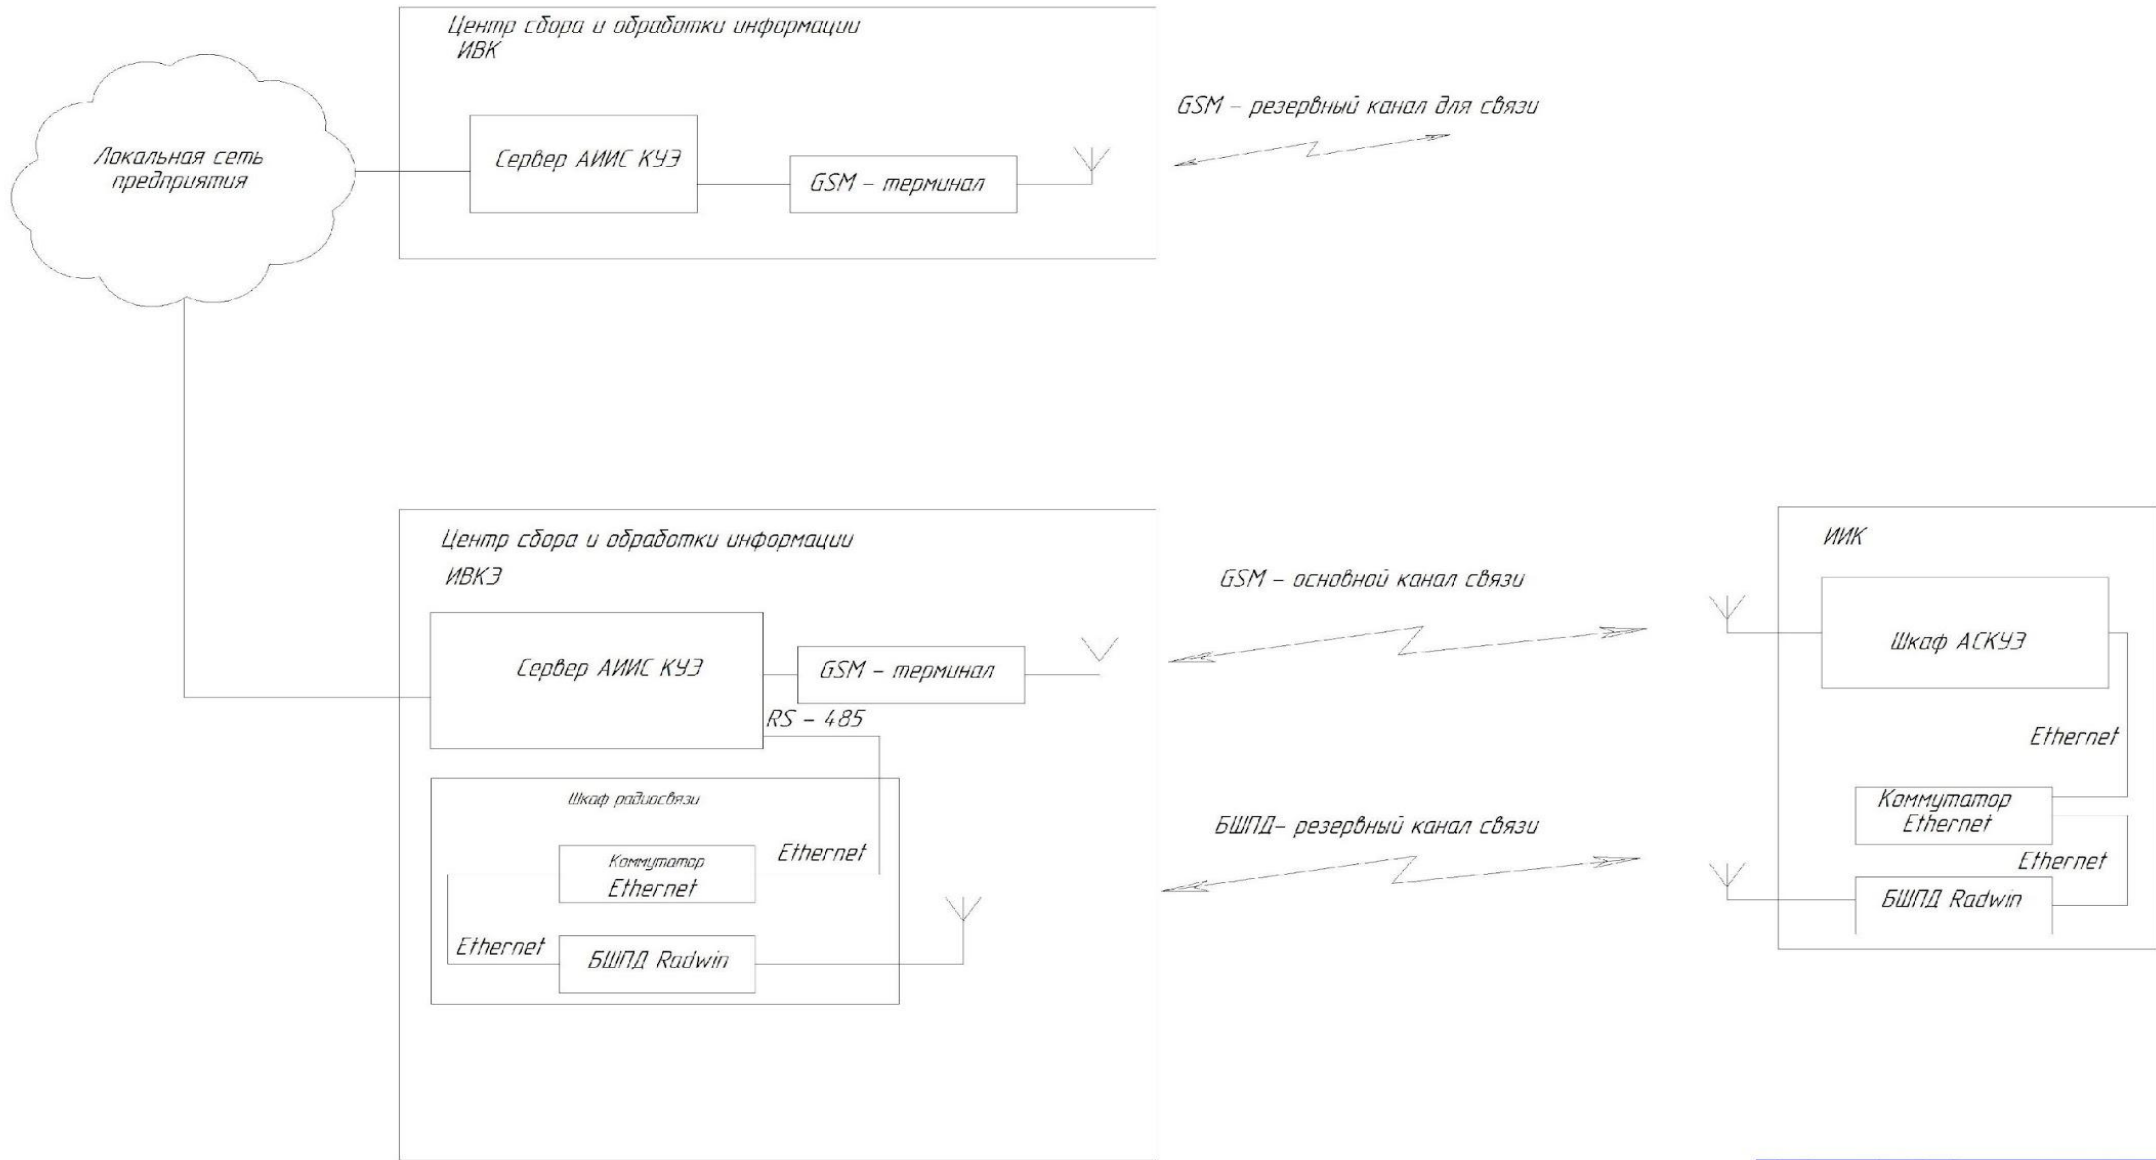 Центр сбора и обработки информации
ИВК
GSM – резервный канал для связи
Локальная сеть
предприятия
Сервер АИИС КУЭ
GSM – терминал
Центр сбора и обработки информации
ИВКЭ
Сервер АИИС КУЭ
GSM – терминал
RS – 485
Шкаф радиосвязи
Коммутатор
Ethernet
Ethernet
Ethernet
БШПД Radwin
GSM – основной канал связи
БШПД– резервный канал связи
ИИК
Шкаф АСКУЭ
Ethernet
Коммутатор
Ethernet
Ethernet
БШПД Radwin